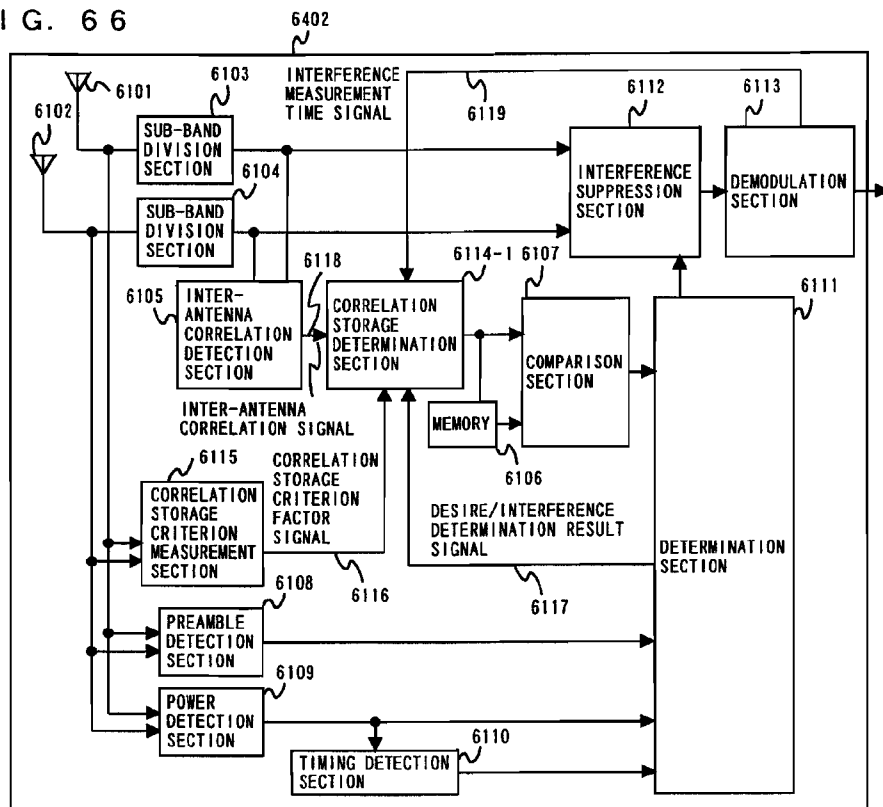 I G. 6 6
6402
6101
6102
6103
SUB-BAND
DIVISION
SECTION
6104
SUB-BAND
DIVISION
SECTION
INTERFERENCE
MEASUREMENT
TIME SIGNAL
6119
6112
INTERFERENCE
SUPPRESSION
SECTION
6113
DEMODULATION
SECTION
6105
INTER-
ANTENNA
CORRELATION
DETECTION
SECTION
6118
INTER-ANTENNA
CORRELATION SIGNAL
6114-1
CORRELATION
STORAGE
DETERMINATION
SECTION
6107
COMPARISON
SECTION
MEMORY
6106
6111
DETERMINATION
SECTION
6115
CORRELATION
STORAGE
CRITERION
MEASUREMENT
SECTION
CORRELATION
STORAGE
CRITERION
FACTOR
SIGNAL
6116
DESIRE/INTERFERENCE
DETERMINATION RESULT
SIGNAL
6117
6108
PREAMBLE
DETECTION
SECTION
6109
POWER
DETECTION
SECTION
6110
TIMING DETECTION
SECTION